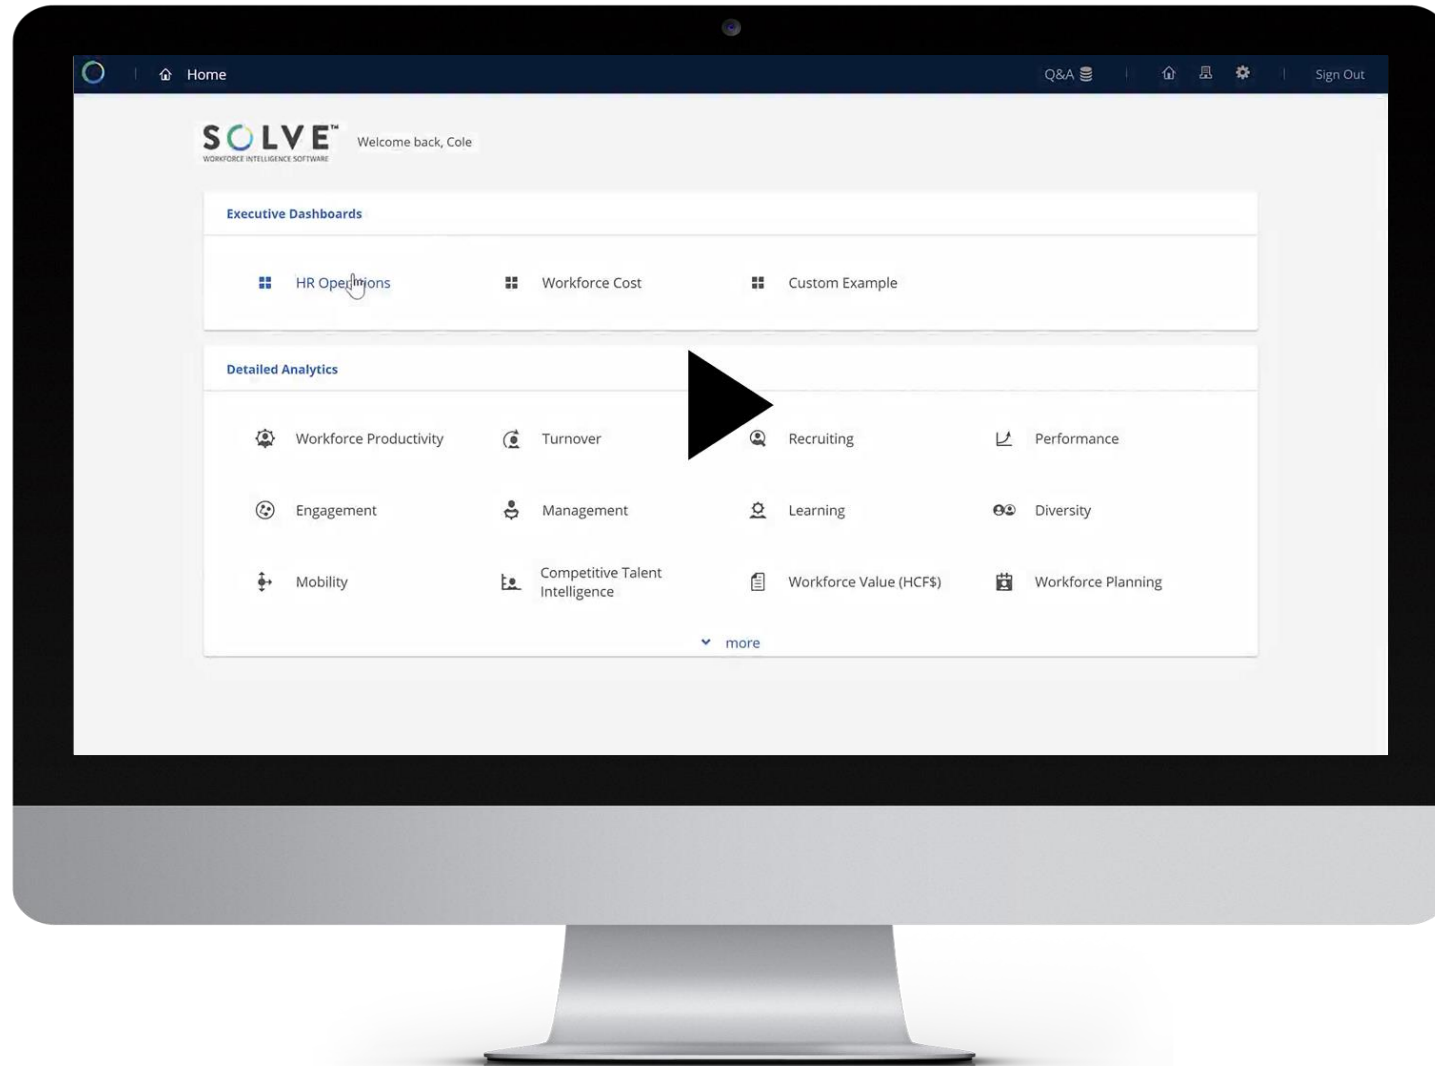 Home
Q&A
Sign Out
SOLVE™
WORKFORCE INTELLIGENCE SOFTWARE
Welcome back, Cole
Executive Dashboards
HR Operations
Workforce Cost
Custom Example
Detailed Analytics
Workforce Productivity
Turnover
Recruiting
Performance
Engagement
Management
Learning
Diversity
Mobility
Competitive Talent
Intelligence
Workforce Value (HCF$)
Workforce Planning
more